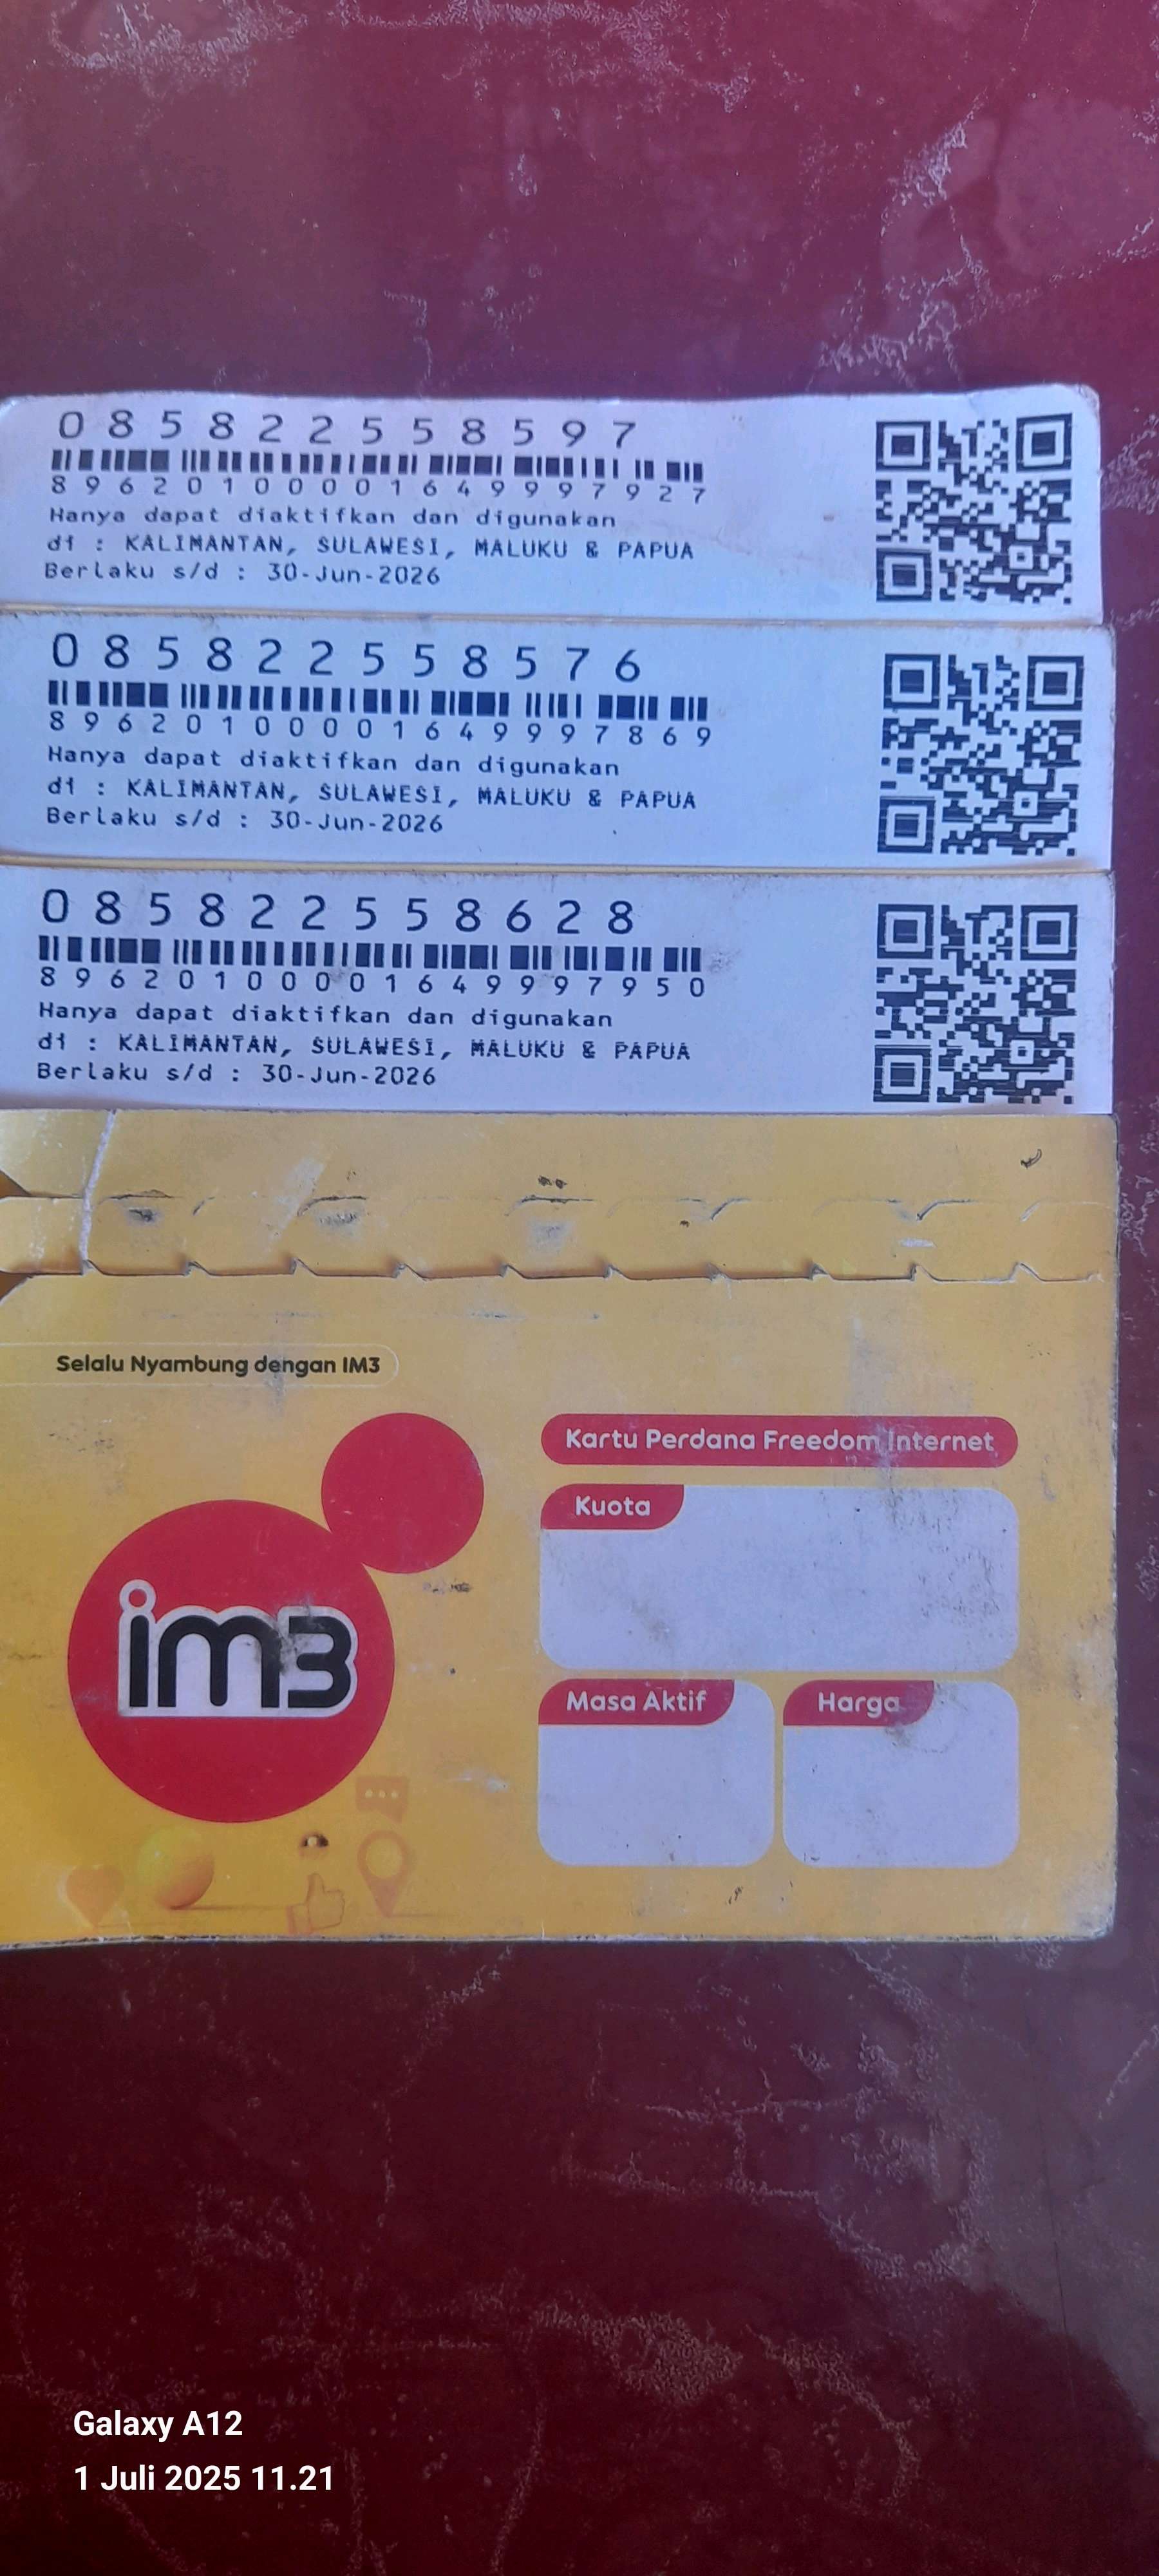 085822558597
89620100001649997927
Hanya dapat diaktifkan dan digunakan
di : KALIMANTAN, SULAWESI, MALUKU & PAPUA
Berlaku s/d : 30-Jun-2026
085822558576
89620100001649997869
Hanya dapat diaktifkan dan digunakan
di : KALIMANTAN, SULAWESI, MALUKU & PAPUA
Berlaku s/d : 30-Jun-2026
085822558628
89620100001649997950
Hanya dapat diaktifkan dan digunakan
di : KALIMANTAN, SULAWESI, MALUKU & PAPUA
Berlaku s/d : 30-Jun-2026
Selalu Nyambung dengan IM3
Kartu Perdana Freedom Internet
Kuota
im3
Masa Aktif
Harga
Galaxy A12
1 Juli 2025 11.21